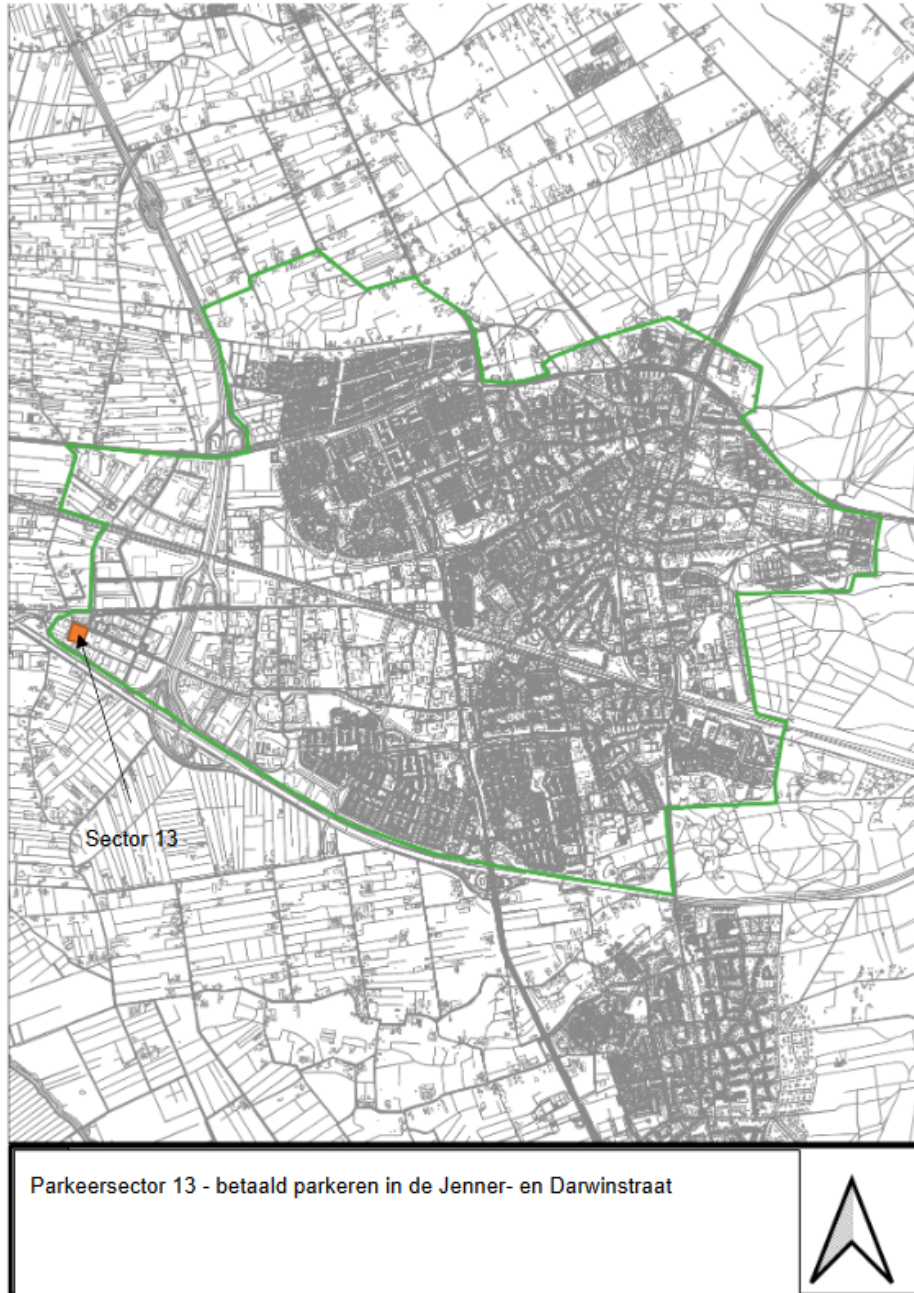 Sector 13
Parkeersector 13 - betaald parkeren in de Jenner- en Darwinstraat